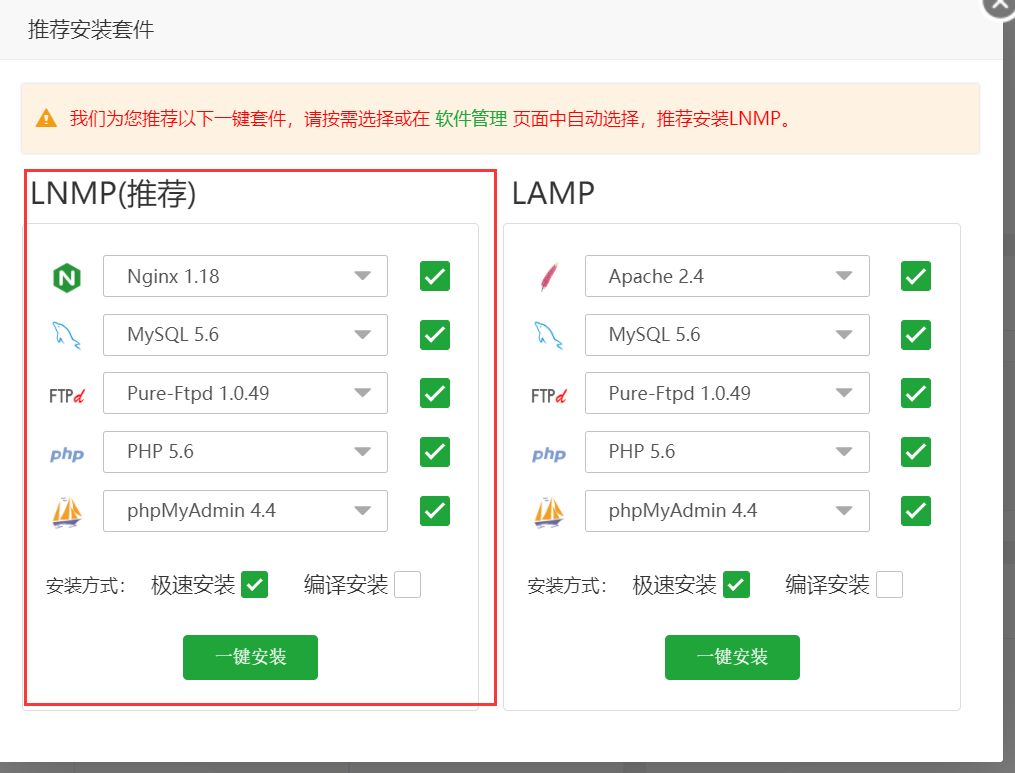 推荐安装套件
我们为您推荐以下一键套件，请按需选择或在 软件管理 页面中自动选择，推荐安装LNMP。
LNMP(推荐)
Nginx 1.18
MySQL 5.6
FTPd Pure-Ftpd 1.0.49
php PHP 5.6
phpMyAdmin 4.4
安装方式： 极速安装 编译安装
一键安装
LAMP
Apache 2.4
MySQL 5.6
FTPd Pure-Ftpd 1.0.49
php PHP 5.6
phpMyAdmin 4.4
安装方式： 极速安装 编译安装
一键安装